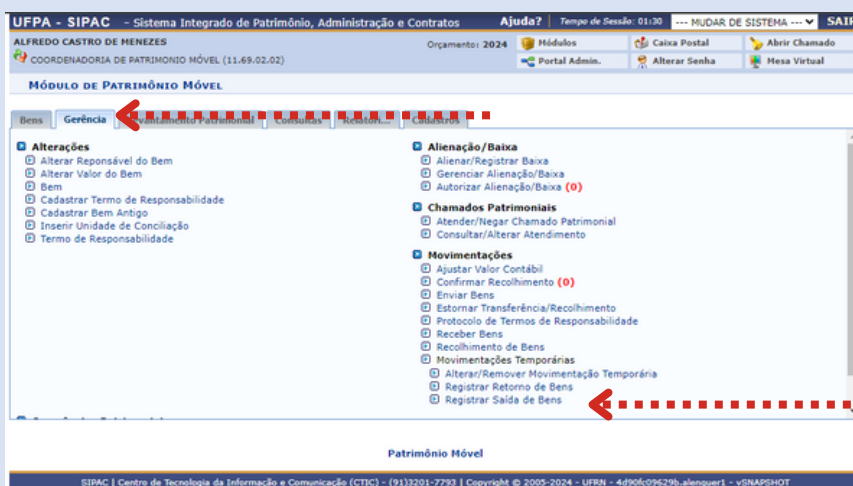 UFPA - SIPAC - Sistema Integrado de Patrimônio, Administração e Contratos Ajuda? Tempo de Sessão: 01:30 --- MUDAR DE SISTEMA --- SAIR
ALFREDO CASTRO DE MENEZES Orçamento: 2024 Módulos Caixa Postal Abrir Chamado
COORDENADORIA DE PATRIMONIO MÓVEL (11.69.02.02) Portal Admin. Alterar Senha Mesa Virtual
MÓDULO DE PATRIMÔNIO MÓVEL
Bens Gerência Patrimonial Consultas Cadastros
Alterações
Alterar Reponsável do Bem
Alterar Valor do Bem
Bem
Cadastrar Termo de Responsabilidade
Cadastrar Bem Antigo
Inserir Unidade de Conciliação
Termo de Responsabilidade
Alienação/Baixa
Alienar/Registrar Baixa
Gerenciar Alienação/Baixa
Autorizar Alienação/Baixa (0)
Chamados Patrimoniais
Atender/Negar Chamado Patrimonial
Consultar/Alterar Atendimento
Movimentações
Ajustar Valor Contábil
Confirmar Recolhimento (0)
Enviar Bens
Estornar Transferência/Recolhimento
Protocolo de Termos de Responsabilidade
Receber Bens
Recolhimento de Bens
Movimentações Temporárias
Alterar/Remover Movimentação Temporária
Registrar Retorno de Bens
Registrar Saída de Bens
Patrimônio Móvel
SIPAC | Centro de Tecnologia da Informação e Comunicação (CTIC) - (91)3201-7793 | Copyright © 2005-2024 - UFRN - 4d90fc09629b.alenquer1 - vSNAPSHOT